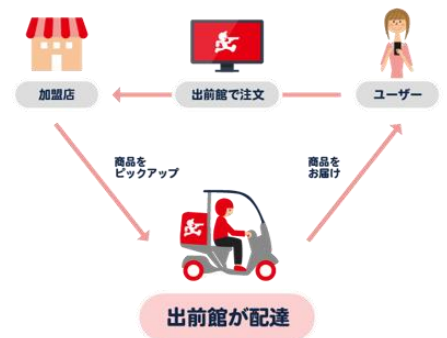 加盟店
出前館で注文
ユーザー
商品を
ピックアップ
商品を
お届け
出前館が配達